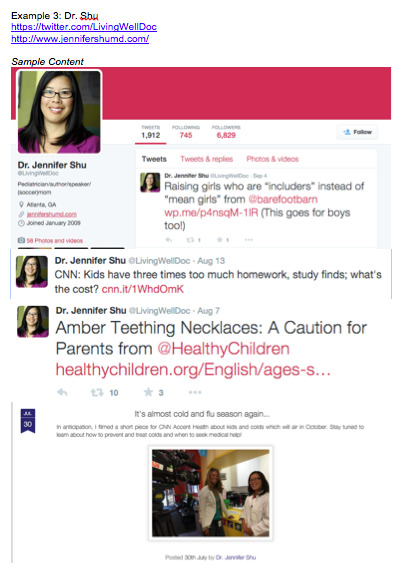 Example 3: Dr. Shu
https://twitter.com/LivingWellDoc
http://www.jennifershumd.com/
Sample Content
TWEETS FOLLOWING FOLLOWERS
1,912 745 6,829
Follow
Dr. Jennifer Shu
@LivingWellDoc
Pediatrician/author/speaker/
(soccer)mom
Atlanta, GA
jennifershumd.com
Joined January 2009
58 Photos and videos
Tweets Tweets & replies Photos & videos
Dr. Jennifer Shu @LivingWellDoc · Sep 4
Raising girls who are "includers" instead of
"mean girls" from @barefootbarn
wp.me/p4nsqM-1lR (This goes for boys
too!)
1 1
Dr. Jennifer Shu @LivingWellDoc · Aug 13
CNN: Kids have three times too much homework, study finds; what's
the cost? cnn.it/1WhdOmK
Dr. Jennifer Shu @LivingWellDoc · Aug 7
Amber Teething Necklaces: A Caution for
Parents from @HealthyChildren
healthychildren.org/English/ages-s…
10 3
JUL
30
It's almost cold and flu season again...
In anticipation, I filmed a short piece for CNN Accent Health about kids and colds which will air in October. Stay tuned to
learn about how to prevent and treat colds and when to seek medical help!
Posted 30th July by Dr. Jennifer Shu